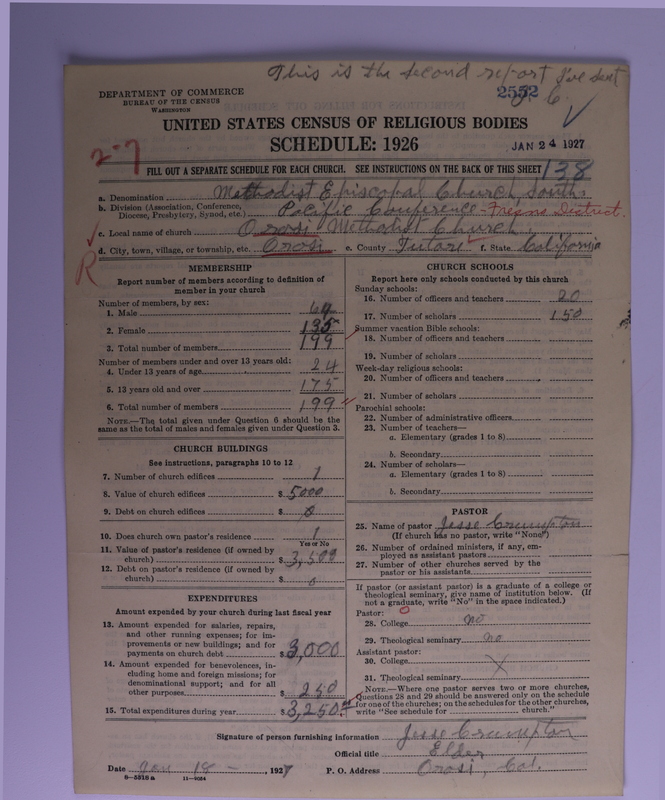 This is the second report I've sent
DEPARTMENT OF COMMERCE
BUREAU OF THE CENSUS
WASHINGTON
2552
J. C.
UNITED STATES CENSUS OF RELIGIOUS BODIES
SCHEDULE: 1926
JAN 24 1927
2-7
FILL OUT A SEPARATE SCHEDULE FOR EACH CHURCH. SEE INSTRUCTIONS ON THE BACK OF THIS SHEET
138
a. Denomination Methodist Episcopal Church, South.
b. Division (Association, Conference, Diocese, Presbytery, Synod, etc.) Pacific Conference - Fresno District.
c. Local name of church Orosi Methodist Church.
d. City, town, village, or township, etc. Orosi e. County Tulare f. State California
R
MEMBERSHIP
Report number of members according to definition of
member in your church
Number of members, by sex:
1. Male 64
2. Female 135
3. Total number of members 199
Number of members under and over 13 years old:
4. Under 13 years of age 24
5. 13 years old and over 175
6. Total number of members 199
NOTE.—The total given under Question 6 should be the
same as the total of males and females given under Question 3.
CHURCH BUILDINGS
See instructions, paragraphs 10 to 12
7. Number of church edifices 1
8. Value of church edifices $ 5000
9. Debt on church edifices $ 0
10. Does church own pastor's residence 1
Yes or No
11. Value of pastor's residence (if owned by
church) $ 3,500
12. Debt on pastor's residence (if owned by
church) $ 0
EXPENDITURES
Amount expended by your church during last fiscal year
13. Amount expended for salaries, repairs,
and other running expenses; for im-
provements or new buildings; and for
payments on church debt $ 3,000
14. Amount expended for benevolences, in-
cluding home and foreign missions; for
denominational support; and for all
other purposes $ 250
15. Total expenditures during year $ 3,250
CHURCH SCHOOLS
Report here only schools conducted by this church
Sunday schools:
16. Number of officers and teachers 20
17. Number of scholars 150
Summer vacation Bible schools:
18. Number of officers and teachers
19. Number of scholars
Week-day religious schools:
20. Number of officers and teachers
21. Number of scholars
Parochial schools:
22. Number of administrative officers
23. Number of teachers—
a. Elementary (grades 1 to 8)
b. Secondary
24. Number of scholars—
a. Elementary (grades 1 to 8)
b. Secondary
PASTOR
25. Name of pastor Jesse Crumpton
(If church has no pastor, write "None")
26. Number of ordained ministers, if any, em-
ployed as assistant pastors
27. Number of other churches served by the
pastor or his assistants
If pastor (or assistant pastor) is a graduate of a college or
theological seminary, give name of institution below. (If
not a graduate, write "No" in the space indicated.)
Pastor: 0
28. College no
29. Theological seminary no
Assistant pastor:
30. College X
31. Theological seminary
NOTE.—Where one pastor serves two or more churches,
Questions 28 and 29 should be answered only on the schedule
for one of the churches; on the schedules for the other churches,
write "See schedule for church."
Signature of person furnishing information Jesse Crumpton
Official title Elder
Date Jan 18 -, 1927 P. O. Address Orosi, Cal.
8-5318a 11-9054